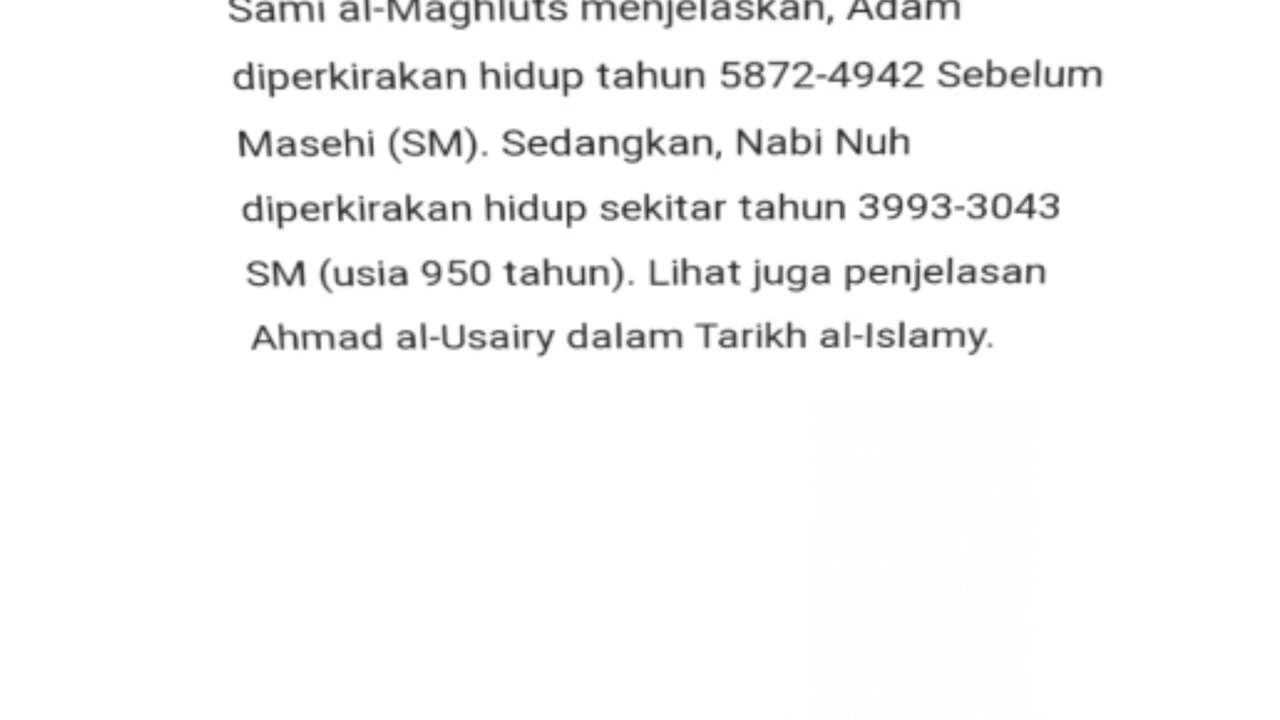 Sami al-Maghluts menjelaskan, Adam
diperkirakan hidup tahun 5872-4942 Sebelum
Masehi (SM). Sedangkan, Nabi Nuh
diperkirakan hidup sekitar tahun 3993-3043
SM (usia 950 tahun). Lihat juga penjelasan
Ahmad al-Usairy dalam Tarikh al-Islamy.